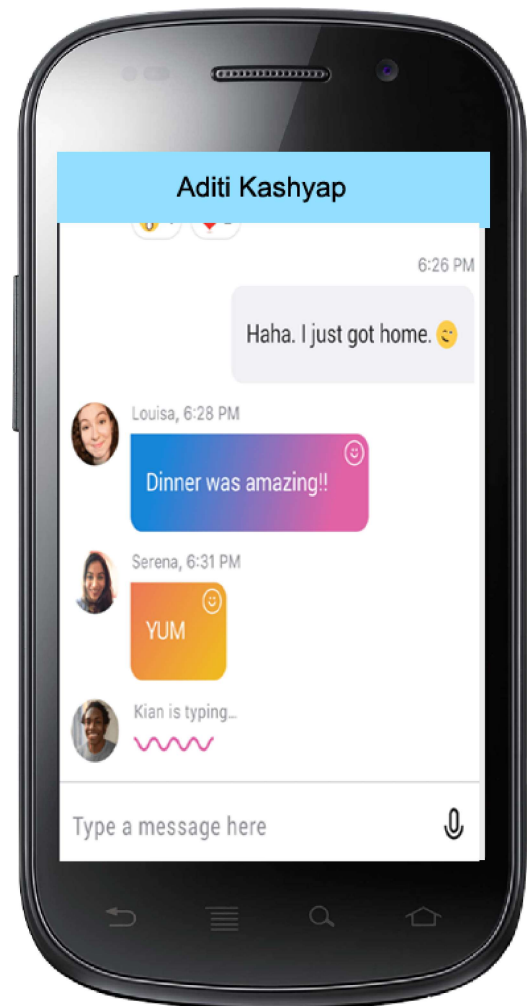 Aditi Kashyap
6:26 PM
Haha. I just got home.
Louisa, 6:28 PM
Dinner was amazing!!
Serena, 6:31 PM
YUM
Kian is typing...
Type a message here